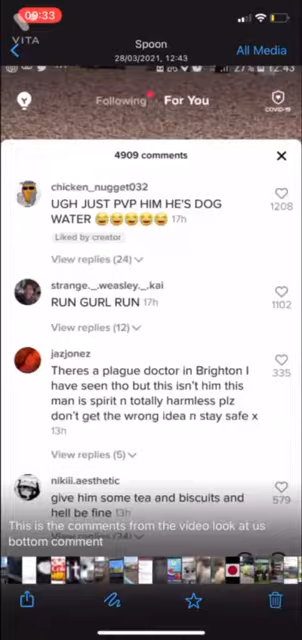 09:33
VITA
Spoon
28/03/2021, 12:43
All Media
Following
For You
COVID-19
4909 comments
chicken_nugget032
UGH JUST PVP HIM HE'S DOG
WATER 😂😂😂😂😂 17h
1208
Liked by creator
View replies (24)
strange._.weasley._.kai
RUN GURL RUN 17h
1102
View replies (12)
jazjonez
Theres a plague doctor in Brighton I
have seen tho but this isn't him this
man is spirit n totally harmless plz
don't get the wrong idea n stay safe x
335
13h
View replies (5)
nikiii.aesthetic
give him some tea and biscuits and
hell be fine 13h
579
This is the comments from the video look at us
bottom comment